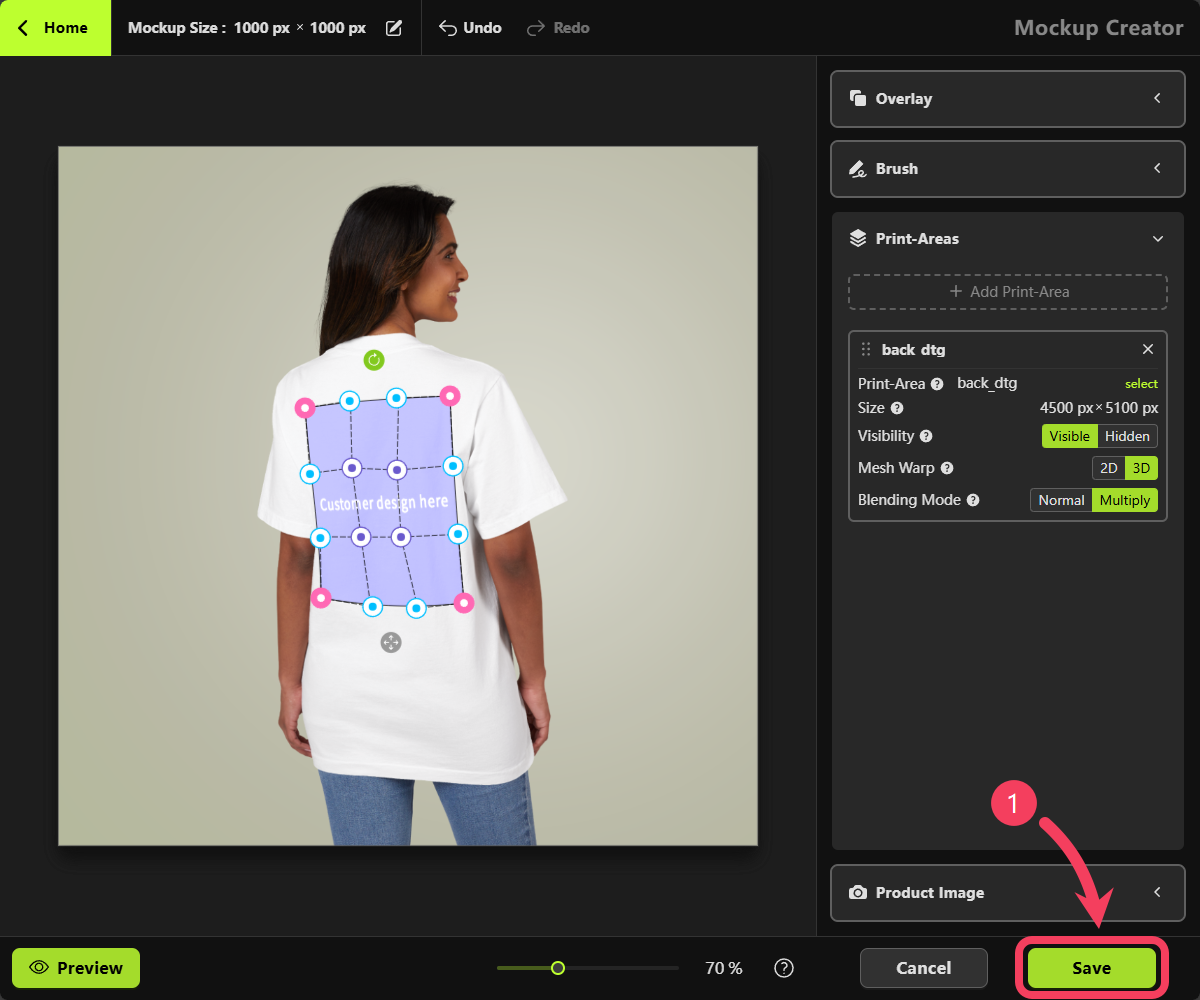 Home
Mockup Size : 1000 px × 1000 px
Undo
Redo
Mockup Creator
Overlay
Brush
Print-Areas
+ Add Print-Area
back_dtg
Print-Area ? back_dtg select
Size ? 4500 px×5100 px
Visibility ? Visible Hidden
Mesh Warp ? 2D 3D
Blending Mode ? Normal Multiply
Customer design here
1
Product Image
Preview
70 %
?
Cancel
Save